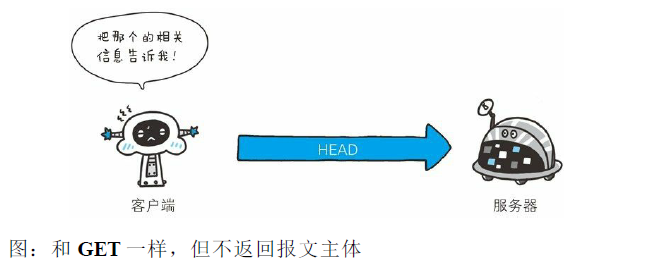 把那个的相关
信息告诉我！
HEAD
客户端
服务器
图：和 GET 一样，但不返回报文主体